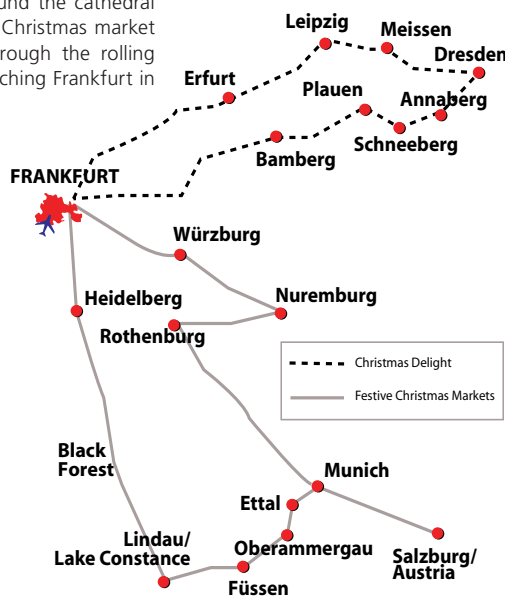 und the cathedral
Christmas market
rough the rolling
ching Frankfurt in
Leipzig
Meissen
Dresden
Erfurt
Plauen
Annaberg
Schneeberg
Bamberg
FRANKFURT
Würzburg
Heidelberg
Nuremburg
Rothenburg
Christmas Delight
Festive Christmas Markets
Black
Forest
Munich
Ettal
Lindau/
Lake Constance
Oberammergau
Salzburg/
Austria
Füssen